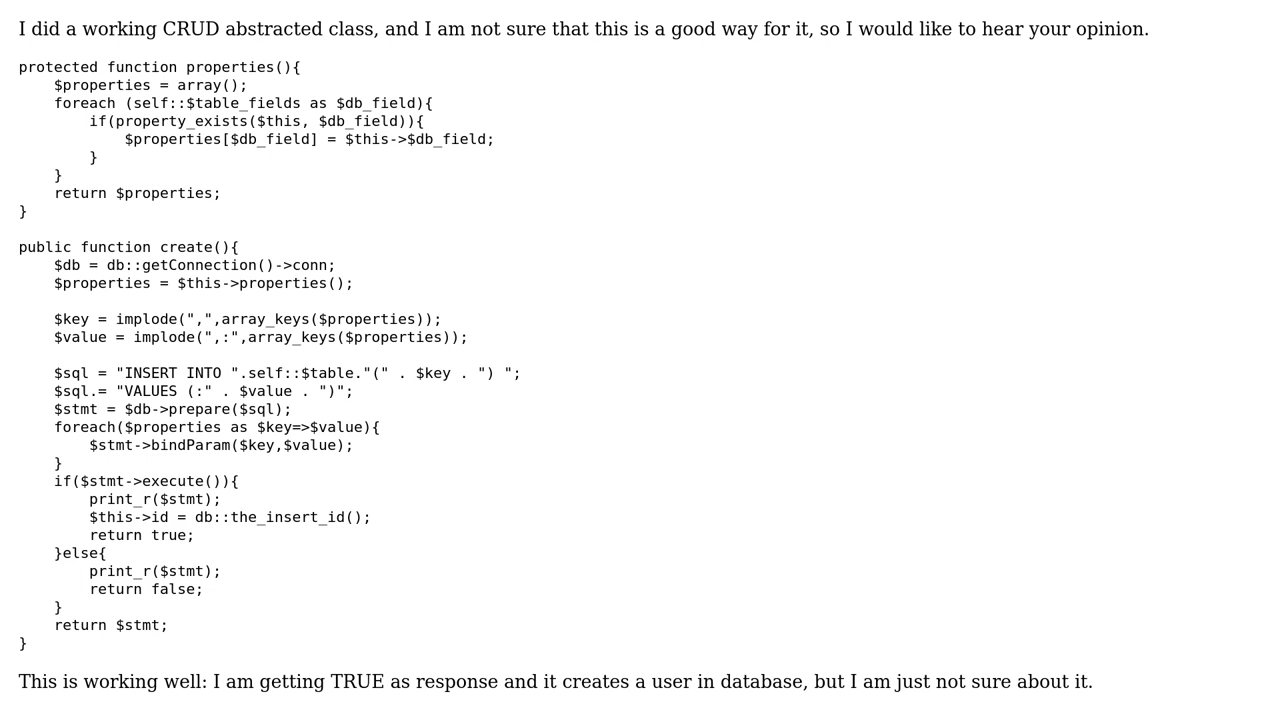 I did a working CRUD abstracted class, and I am not sure that this is a good way for it, so I would like to hear your opinion.
protected function properties(){
    $properties = array();
    foreach (self::$table_fields as $db_field){
        if(property_exists($this, $db_field)){
            $properties[$db_field] = $this->$db_field;
        }
    }
    return $properties;
}

public function create(){
    $db = db::getConnection()->conn;
    $properties = $this->properties();

    $key = implode(",",array_keys($properties));
    $value = implode(",:",array_keys($properties));

    $sql = "INSERT INTO ".self::$table."(" . $key . ") ";
    $sql.= "VALUES (:" . $value . ")";
    $stmt = $db->prepare($sql);
    foreach($properties as $key=>$value){
        $stmt->bindParam($key,$value);
    }
    if($stmt->execute()){
        print_r($stmt);
        $this->id = db::the_insert_id();
        return true;
    }else{
        print_r($stmt);
        return false;
    }
    return $stmt;
}
This is working well: I am getting TRUE as response and it creates a user in database, but I am just not sure about it.